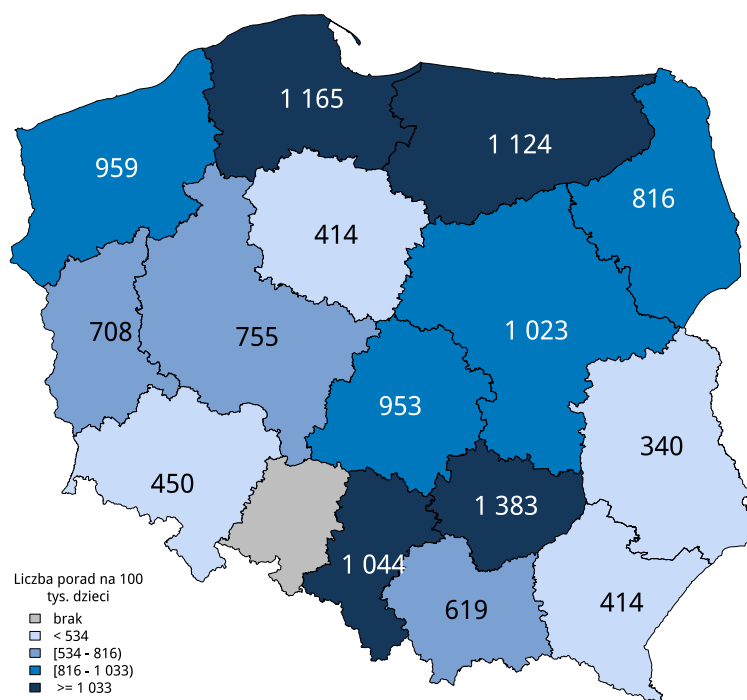 1 165
1 124
959
816
414
708
755
1 023
953
340
450
1 383
1 044
619
414
Liczba porad na 100
tys. dzieci
brak
< 534
[534 - 816)
[816 - 1 033)
>= 1 033